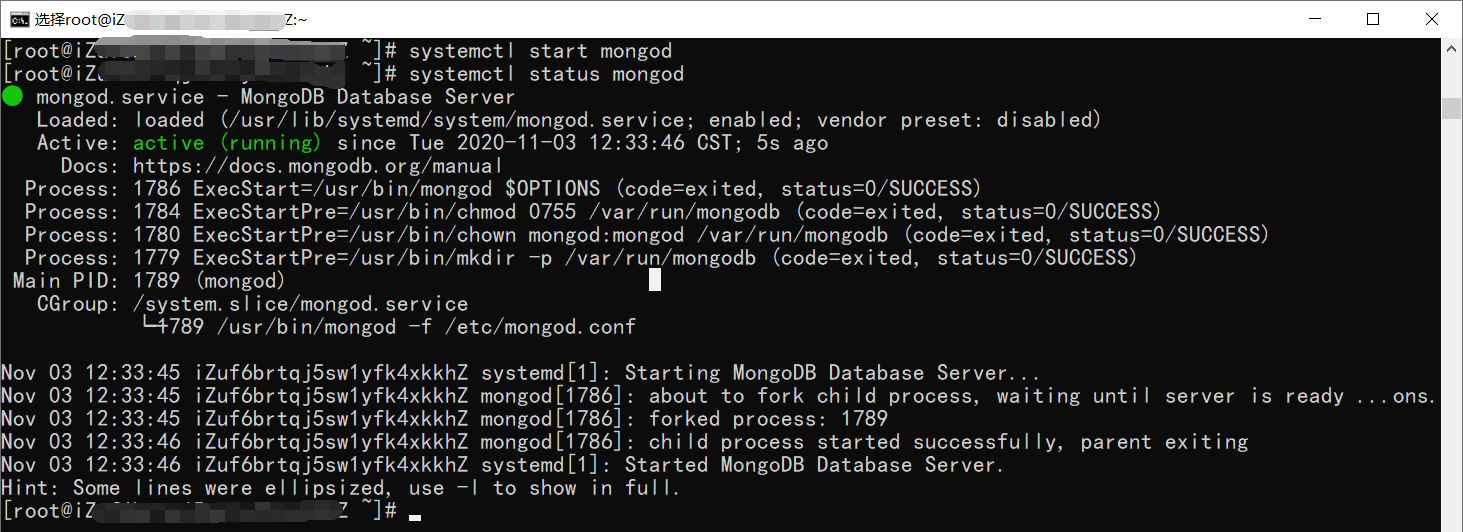 选择root@iZ Z:~
[root@iZ Z ~]# systemctl start mongod
[root@iZ Z ~]# systemctl status mongod
mongod.service - MongoDB Database Server
Loaded: loaded (/usr/lib/systemd/system/mongod.service; enabled; vendor preset: disabled)
Active: active (running) since Tue 2020-11-03 12:33:46 CST; 5s ago
Docs: https://docs.mongodb.org/manual
Process: 1786 ExecStart=/usr/bin/mongod $OPTIONS (code=exited, status=0/SUCCESS)
Process: 1784 ExecStartPre=/usr/bin/chmod 0755 /var/run/mongodb (code=exited, status=0/SUCCESS)
Process: 1780 ExecStartPre=/usr/bin/chown mongod:mongod /var/run/mongodb (code=exited, status=0/SUCCESS)
Process: 1779 ExecStartPre=/usr/bin/mkdir -p /var/run/mongodb (code=exited, status=0/SUCCESS)
Main PID: 1789 (mongod)
CGroup: /system.slice/mongod.service
└─1789 /usr/bin/mongod -f /etc/mongod.conf
Nov 03 12:33:45 iZuf6brtqj5sw1yfk4xkkhZ systemd[1]: Starting MongoDB Database Server...
Nov 03 12:33:45 iZuf6brtqj5sw1yfk4xkkhZ mongod[1786]: about to fork child process, waiting until server is ready ...ons.
Nov 03 12:33:45 iZuf6brtqj5sw1yfk4xkkhZ mongod[1786]: forked process: 1789
Nov 03 12:33:46 iZuf6brtqj5sw1yfk4xkkhZ mongod[1786]: child process started successfully, parent exiting
Nov 03 12:33:46 iZuf6brtqj5sw1yfk4xkkhZ systemd[1]: Started MongoDB Database Server.
Hint: Some lines were ellipsized, use -l to show in full.
[root@iZ Z ~]#